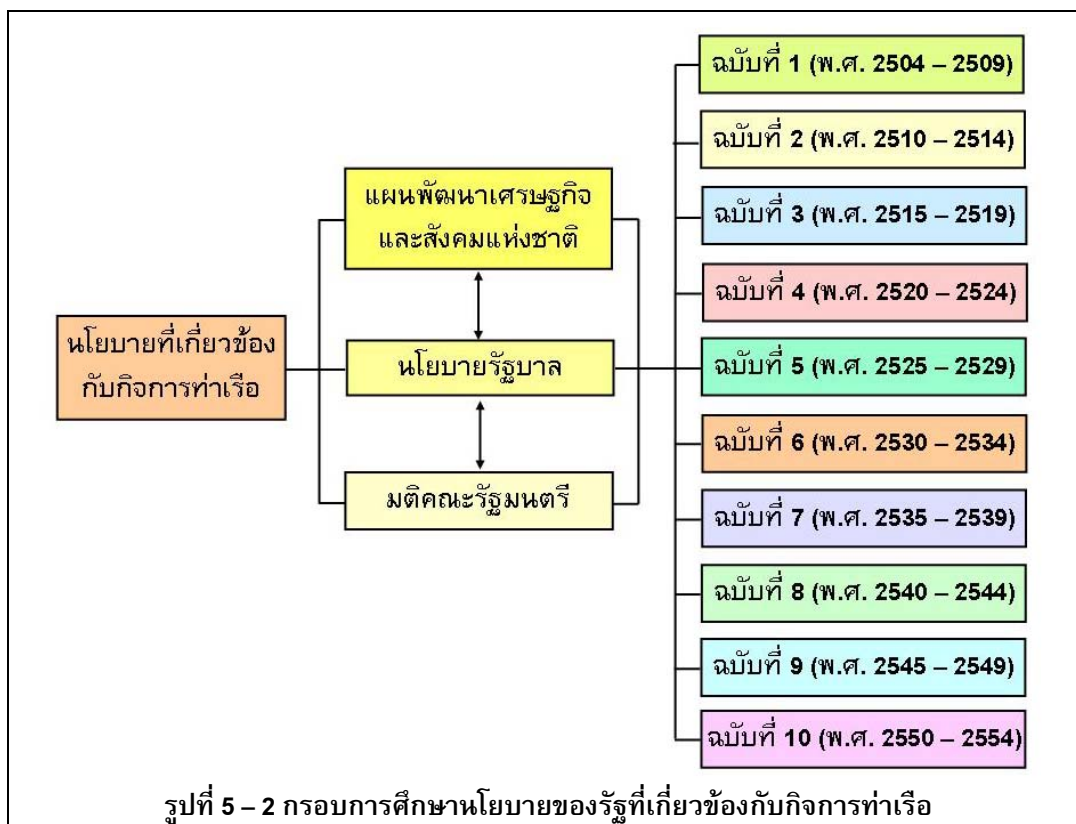 นโยบายที่เกี่ยวข้อง
กับกิจการท่าเรือ
แผนพัฒนาเศรษฐกิจ
และสังคมแห่งชาติ
นโยบายรัฐบาล
มติคณะรัฐมนตรี
ฉบับที่ 1 (พ.ศ. 2504 – 2509)
ฉบับที่ 2 (พ.ศ. 2510 – 2514)
ฉบับที่ 3 (พ.ศ. 2515 – 2519)
ฉบับที่ 4 (พ.ศ. 2520 – 2524)
ฉบับที่ 5 (พ.ศ. 2525 – 2529)
ฉบับที่ 6 (พ.ศ. 2530 – 2534)
ฉบับที่ 7 (พ.ศ. 2535 – 2539)
ฉบับที่ 8 (พ.ศ. 2540 – 2544)
ฉบับที่ 9 (พ.ศ. 2545 – 2549)
ฉบับที่ 10 (พ.ศ. 2550 – 2554)
รูปที่ 5 – 2 กรอบการศึกษานโยบายของรัฐที่เกี่ยวข้องกับกิจการท่าเรือ